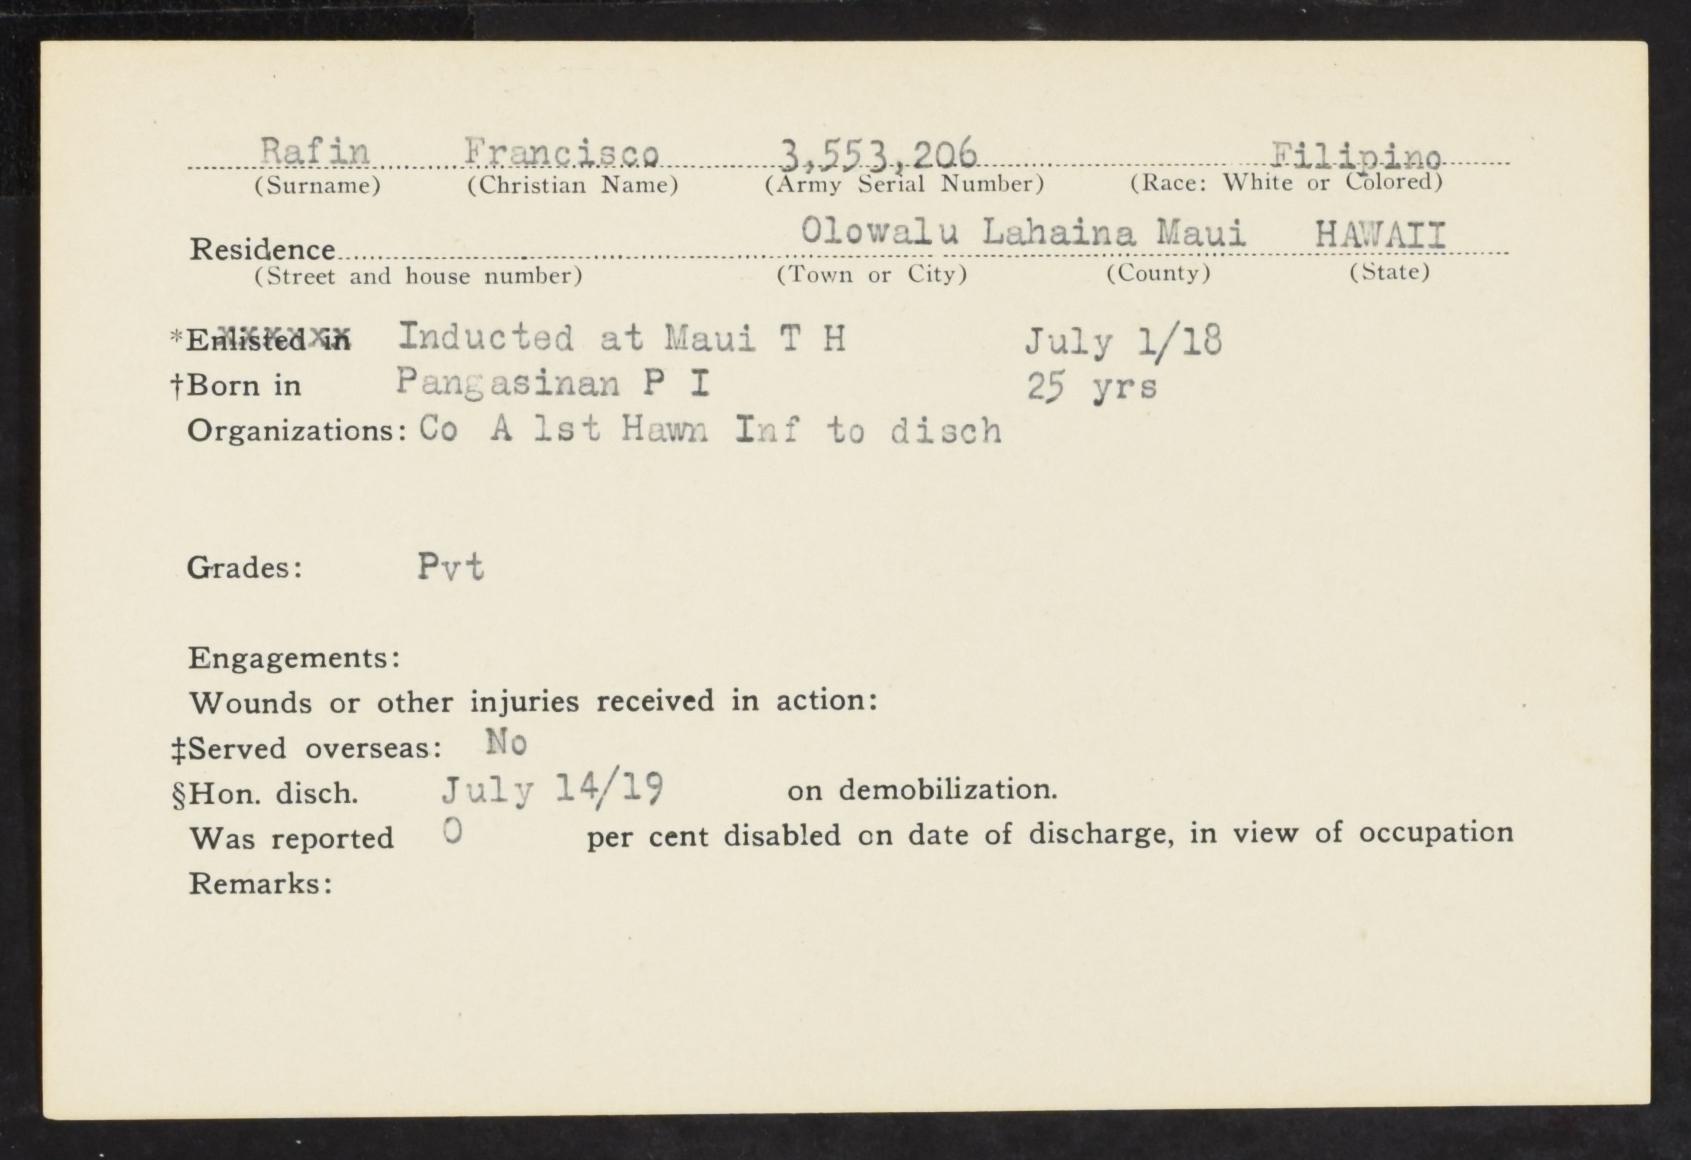 Rafin Francisco 3,553,206 Filipino
(Surname) (Christian Name) (Army Serial Number) (Race: White or Colored)
Olowalu Lahaina Maui HAWAII
Residence
(Street and house number) (Town or City) (County) (State)
*Enlisted in Inducted at Maui T H July 1/18
†Born in Pangasinan P I 25 yrs
Organizations: Co A 1st Hawn Inf to disch
Grades: Pvt
Engagements:
Wounds or other injuries received in action:
‡Served overseas: No
§Hon. disch. July 14/19 on demobilization.
Was reported 0 per cent disabled on date of discharge, in view of occupation
Remarks: